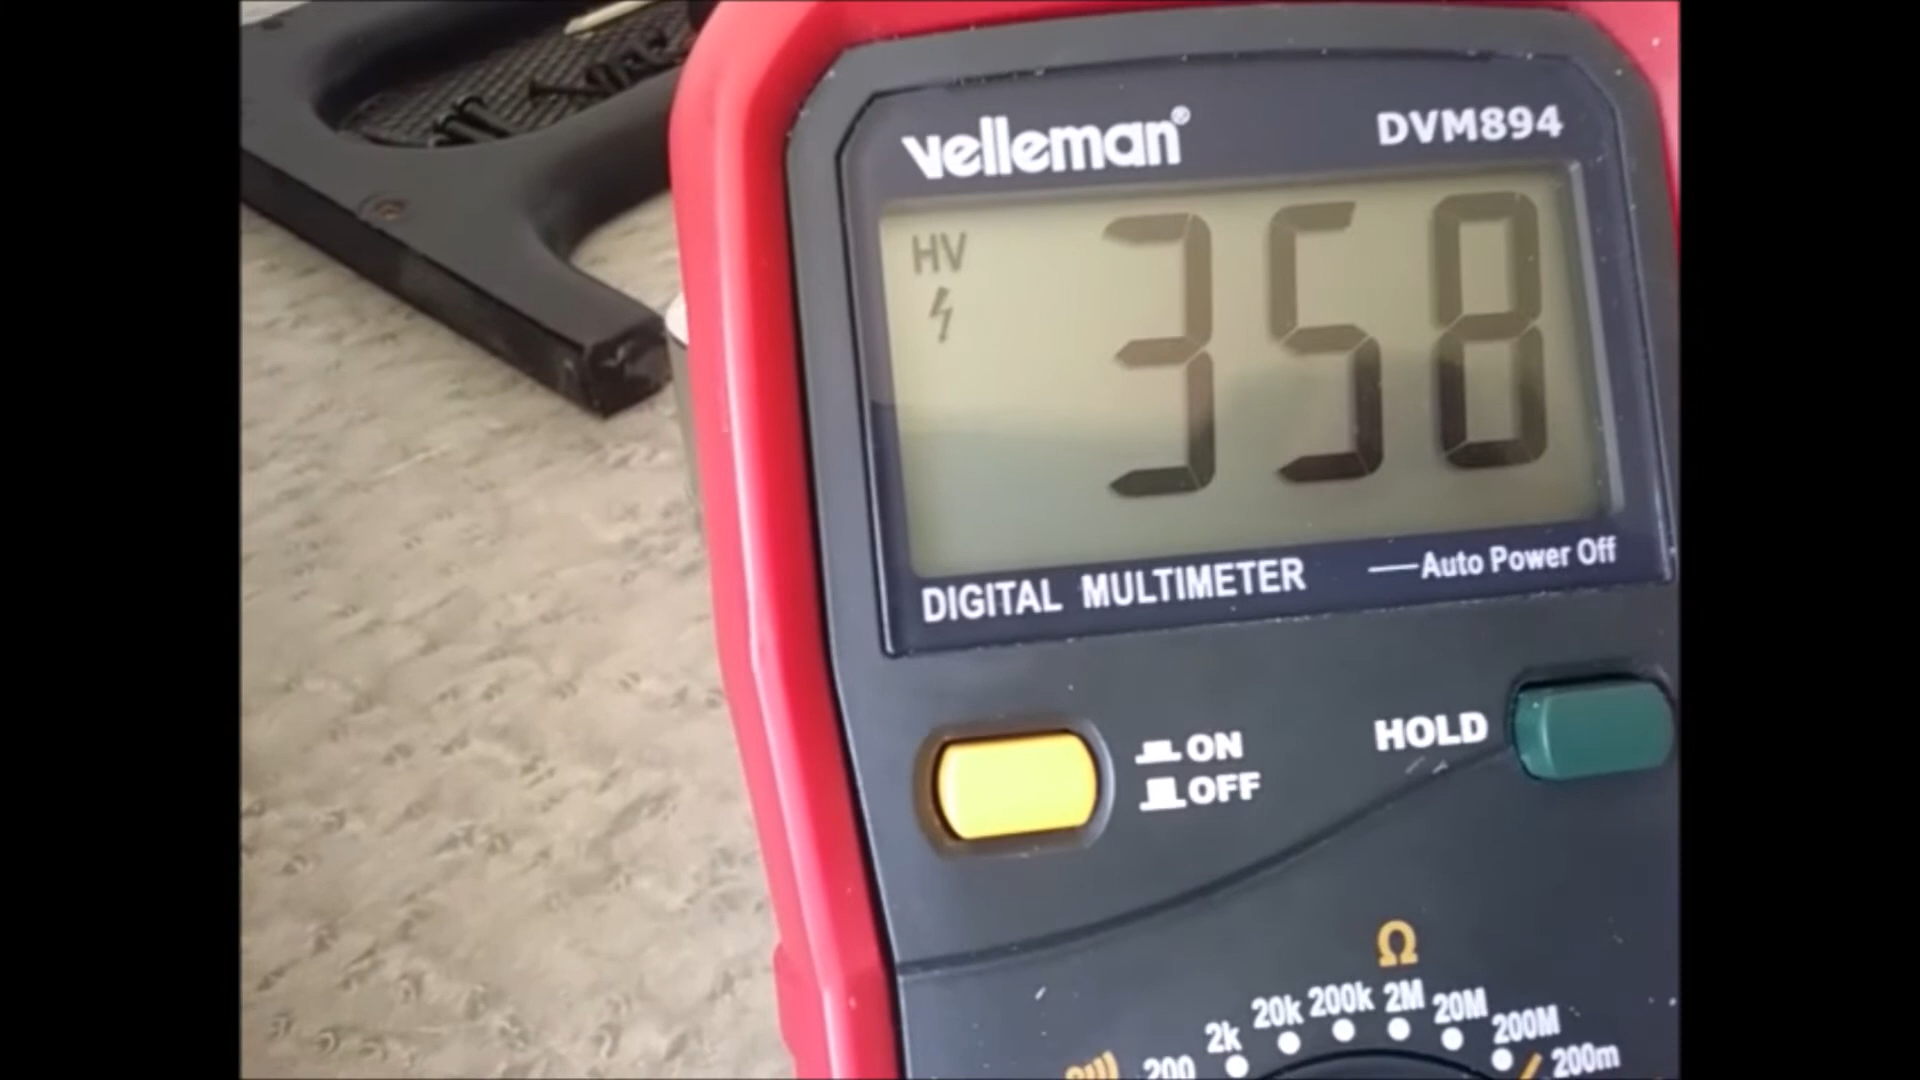 velleman®
DVM894
HV
358
DIGITAL MULTIMETER
Auto Power Off
ON
OFF
HOLD
Ω
200
2k
20k
200k
2M
20M
200M
200m